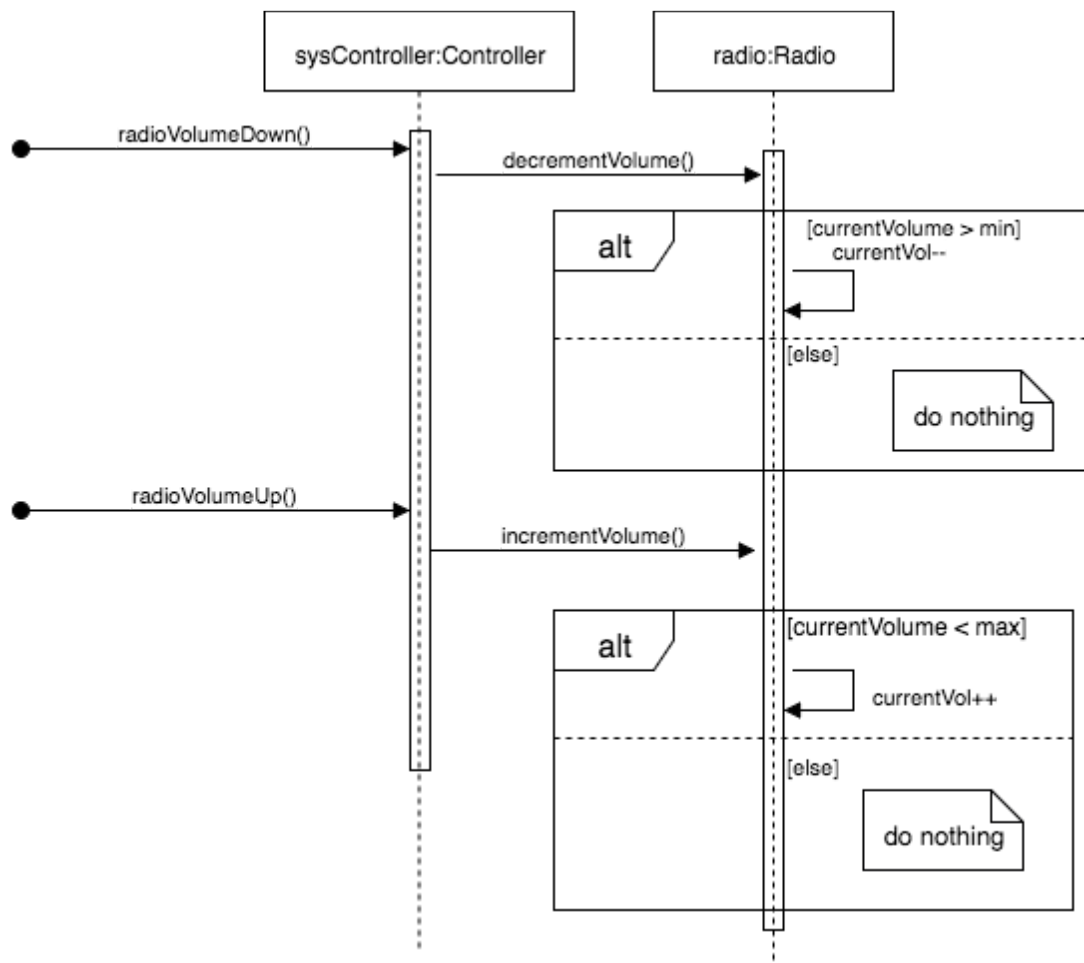 sysController:Controller
radio:Radio
radioVolumeDown()
decrementVolume()
alt
[currentVolume > min]
currentVol--
[else]
do nothing
radioVolumeUp()
incrementVolume()
alt
[currentVolume < max]
currentVol++
[else]
do nothing